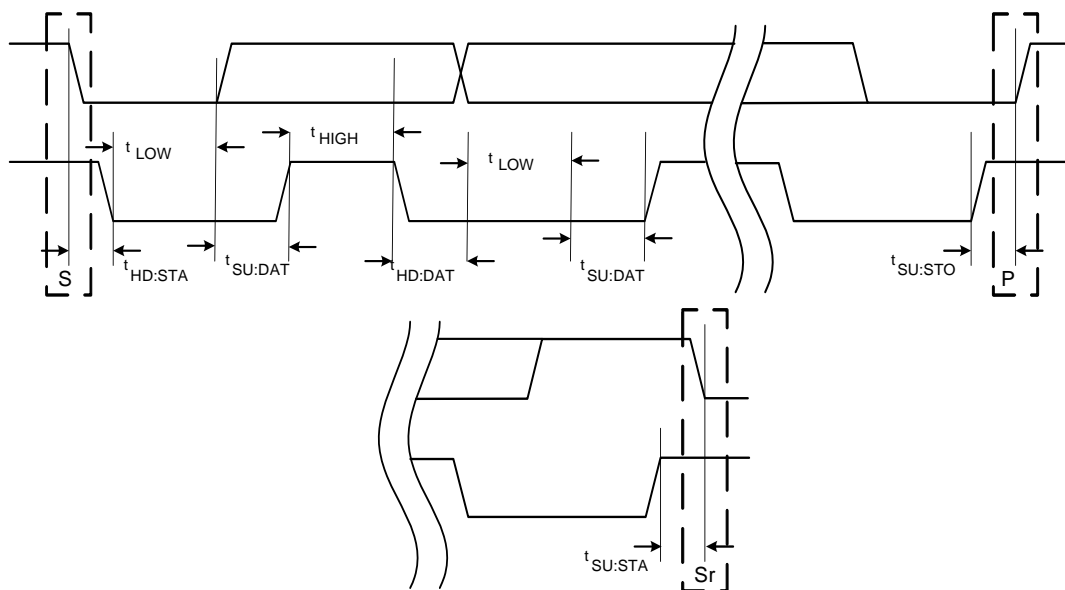 t LOW
t HIGH
t LOW
S
t HD:STA
t SU:DAT
t HD:DAT
t SU:DAT
t SU:STO
P
t SU:STA
Sr